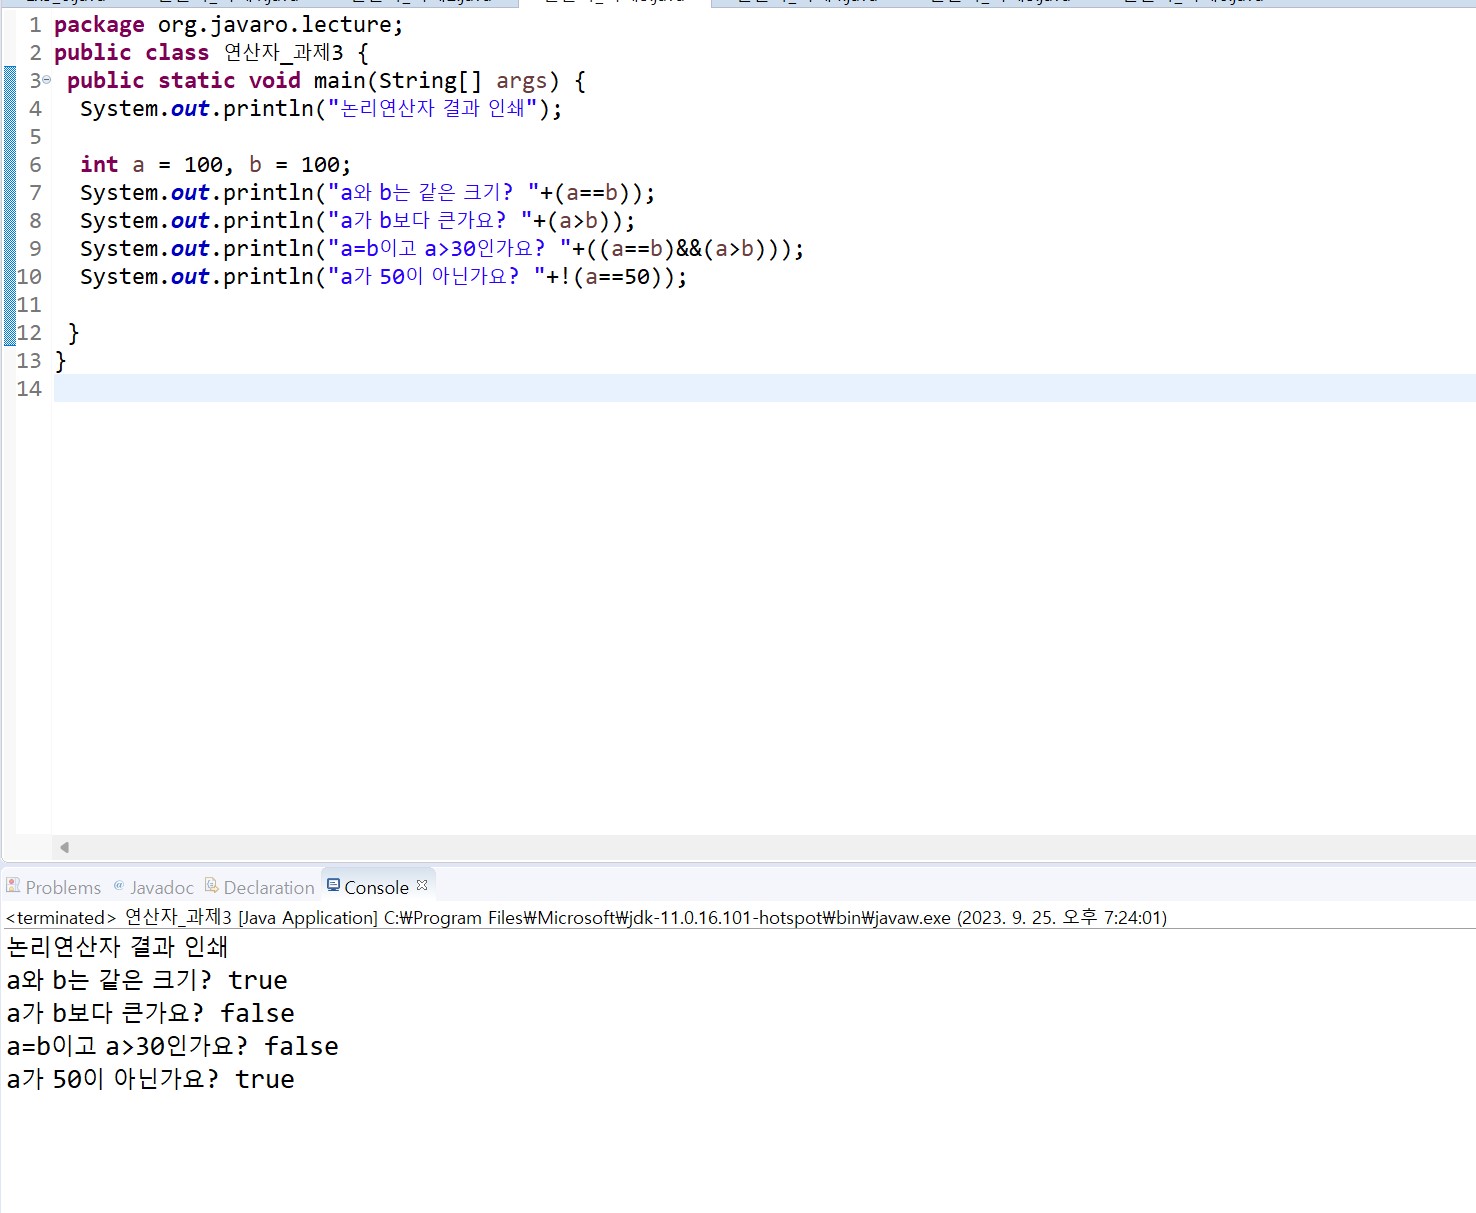 1 package org.javaro.lecture;
2 public class 연산자_과제3 {
3 public static void main(String[] args) {
4 System.out.println("논리연산자 결과 인쇄");
5
6 int a = 100, b = 100;
7 System.out.println("a와 b는 같은 크기? "+(a==b));
8 System.out.println("a가 b보다 큰가요? "+(a>b));
9 System.out.println("a=b이고 a>30인가요? "+((a==b)&&(a>b)));
10 System.out.println("a가 50이 아닌가요? "+!(a==50));
11
12 }
13 }
14
Problems @ Javadoc Declaration Console
<terminated> 연산자_과제3 [Java Application] C:₩Program Files₩Microsoft₩jdk-11.0.16.101-hotspot₩bin₩javaw.exe (2023. 9. 25. 오후 7:24:01)
논리연산자 결과 인쇄
a와 b는 같은 크기? true
a가 b보다 큰가요? false
a=b이고 a>30인가요? false
a가 50이 아닌가요? true